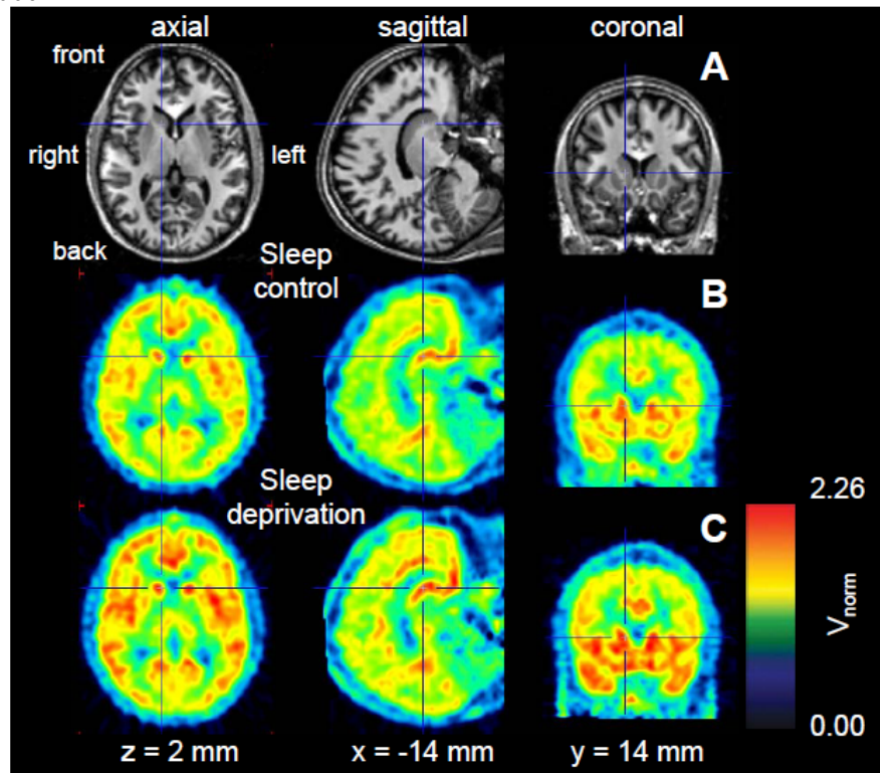 axial
sagittal
coronal
front
A
right
left
back
Sleep
control
B
Sleep
deprivation
C
2.26
Vnorm
0.00
z = 2 mm
x = -14 mm
y = 14 mm